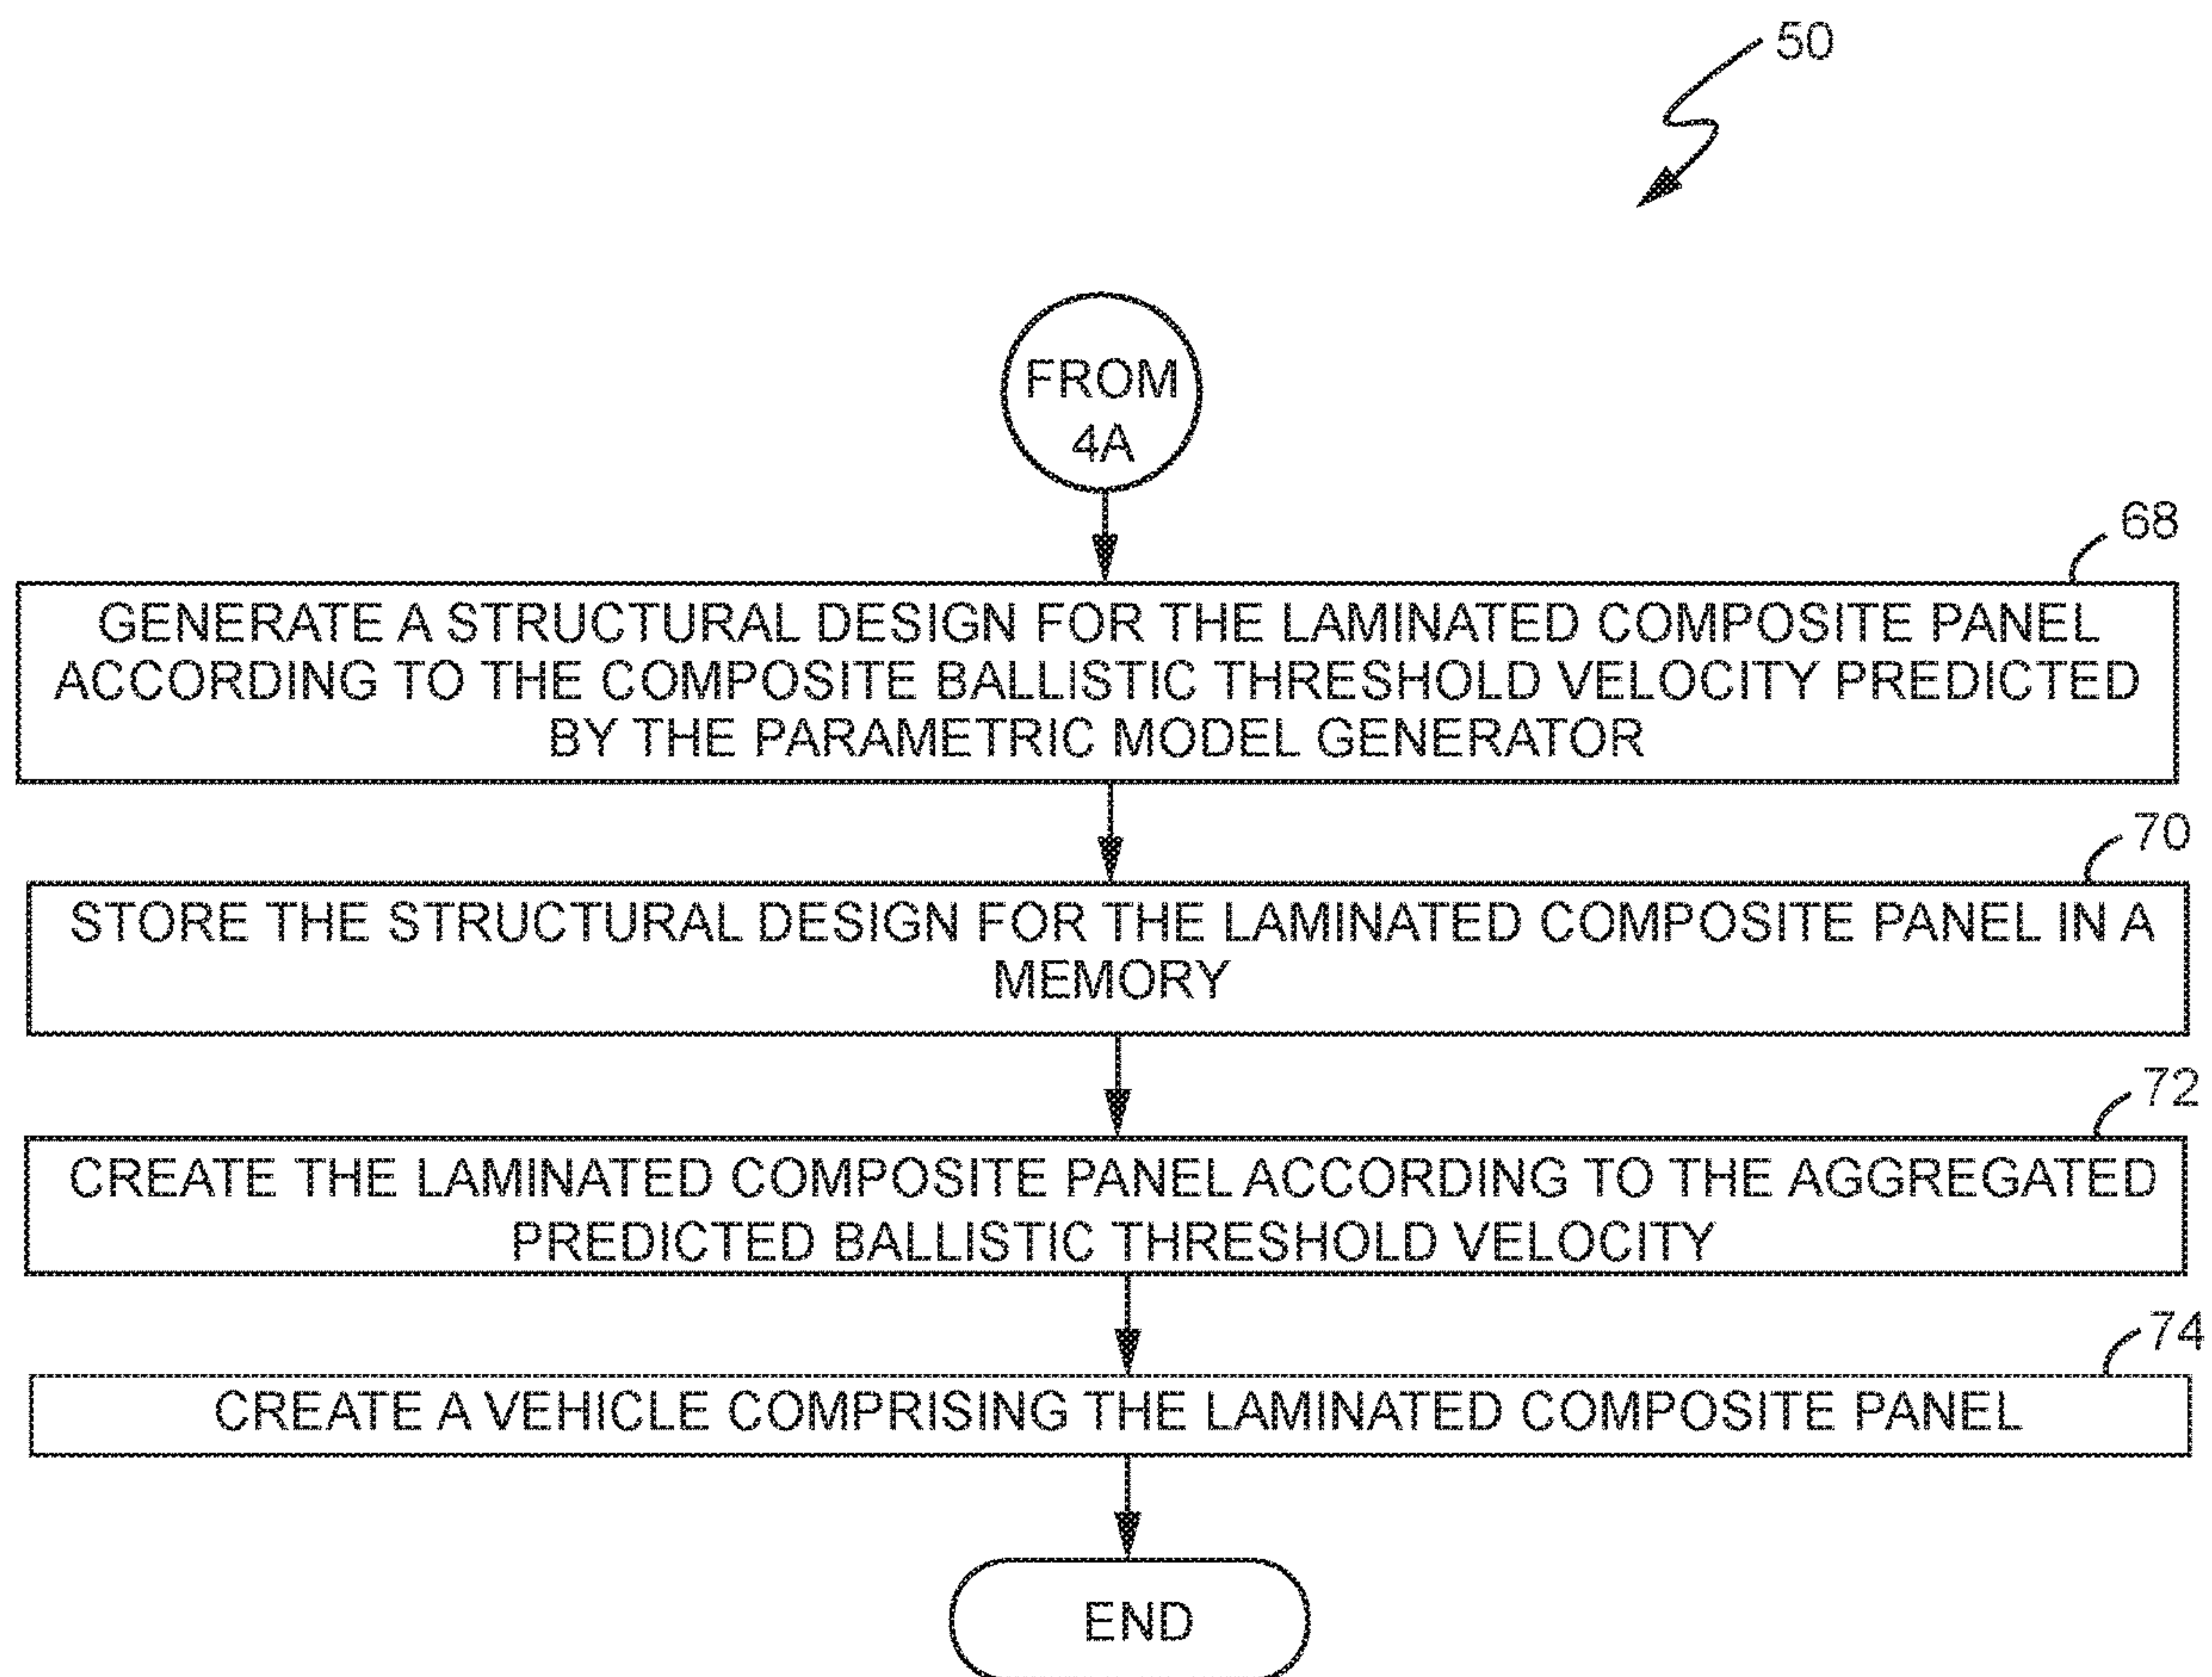 50
FROM
4A
68
GENERATE A STRUCTURAL DESIGN FOR THE LAMINATED COMPOSITE PANEL
ACCORDING TO THE COMPOSITE BALLISTIC THRESHOLD VELOCITY PREDICTED
BY THE PARAMETRIC MODEL GENERATOR
70
STORE THE STRUCTURAL DESIGN FOR THE LAMINATED COMPOSITE PANEL IN A
MEMORY
72
CREATE THE LAMINATED COMPOSITE PANEL ACCORDING TO THE AGGREGATED
PREDICTED BALLISTIC THRESHOLD VELOCITY
74
CREATE A VEHICLE COMPRISING THE LAMINATED COMPOSITE PANEL
END